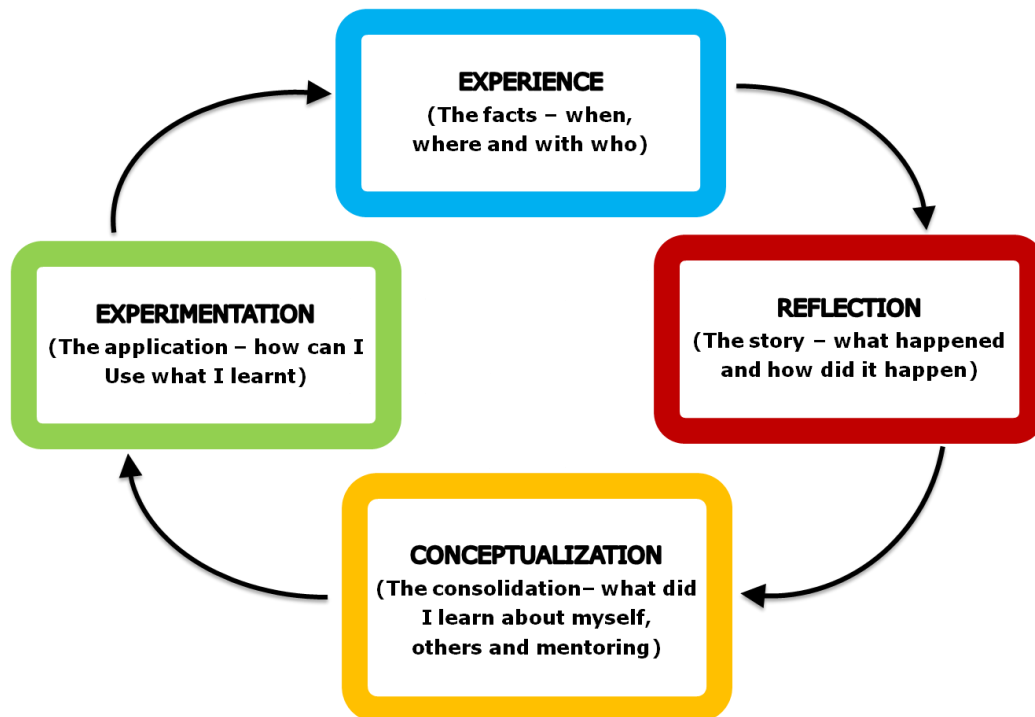 EXPERIENCE
(The facts – when,
where and with who)
REFLECTION
(The story – what happened
and how did it happen)
CONCEPTUALIZATION
(The consolidation– what did
I learn about myself,
others and mentoring)
EXPERIMENTATION
(The application – how can I
Use what I learnt)